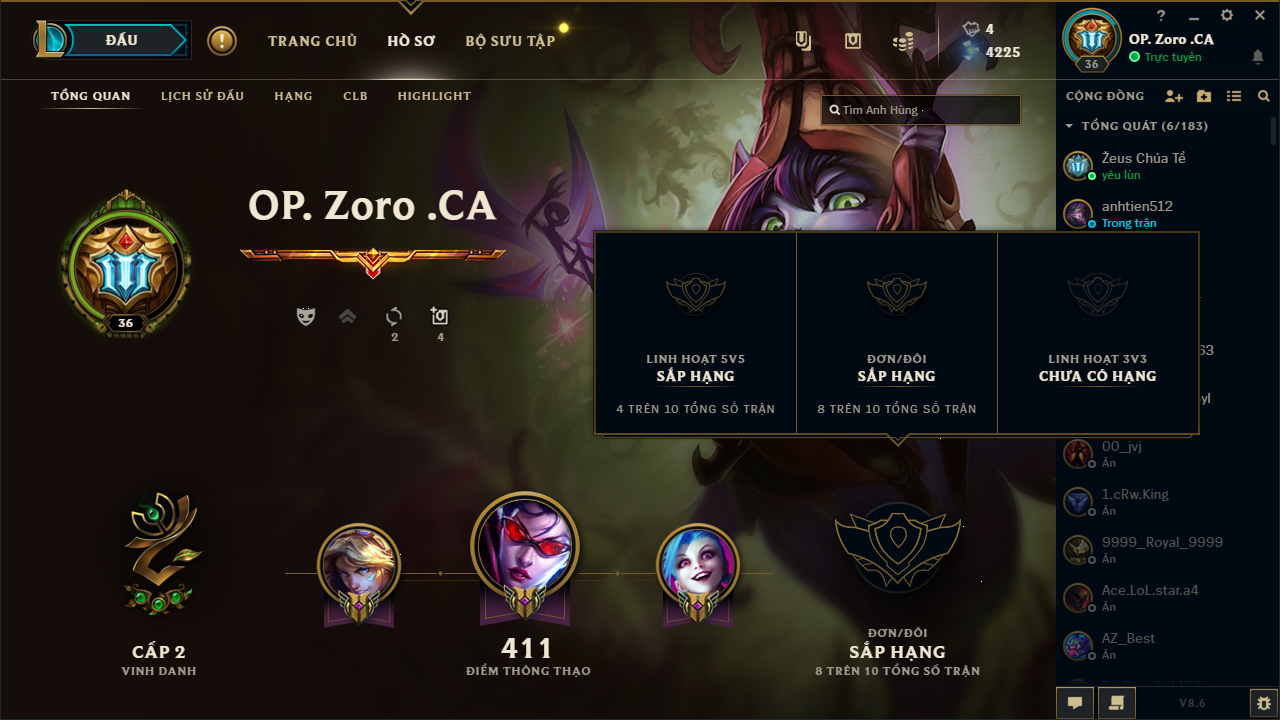 ĐẤU
TRANG CHỦ
HỒ SƠ
BỘ SƯU TẬP
4
4225
?
OP. Zoro .CA
Trực tuyến
36
TỔNG QUAN
LỊCH SỬ ĐẤU
HẠNG
CLB
HIGHLIGHT
Tìm Anh Hùng
CỘNG ĐỒNG
TỔNG QUÁT (6/183)
Žeus Chúa Tể
yêu lùn
anhtien512
Trong trận
OP. Zoro .CA
36
2
4
LINH HOẠT 5V5
SẮP HẠNG
4 TRÊN 10 TỔNG SỐ TRẬN
ĐƠN/ĐÔI
SẮP HẠNG
8 TRÊN 10 TỔNG SỐ TRẬN
LINH HOẠT 3V3
CHƯA CÓ HẠNG
63
yl
00_jvj
Ẩn
1.cRw.King
Ẩn
9999_Royal_9999
Ẩn
Ace.LoL.star.a4
Ẩn
AZ_Best
Ẩn
CẤP 2
VINH DANH
411
ĐIỂM THÔNG THẠO
ĐƠN/ĐÔI
SẮP HẠNG
8 TRÊN 10 TỔNG SỐ TRẬN
V8.6